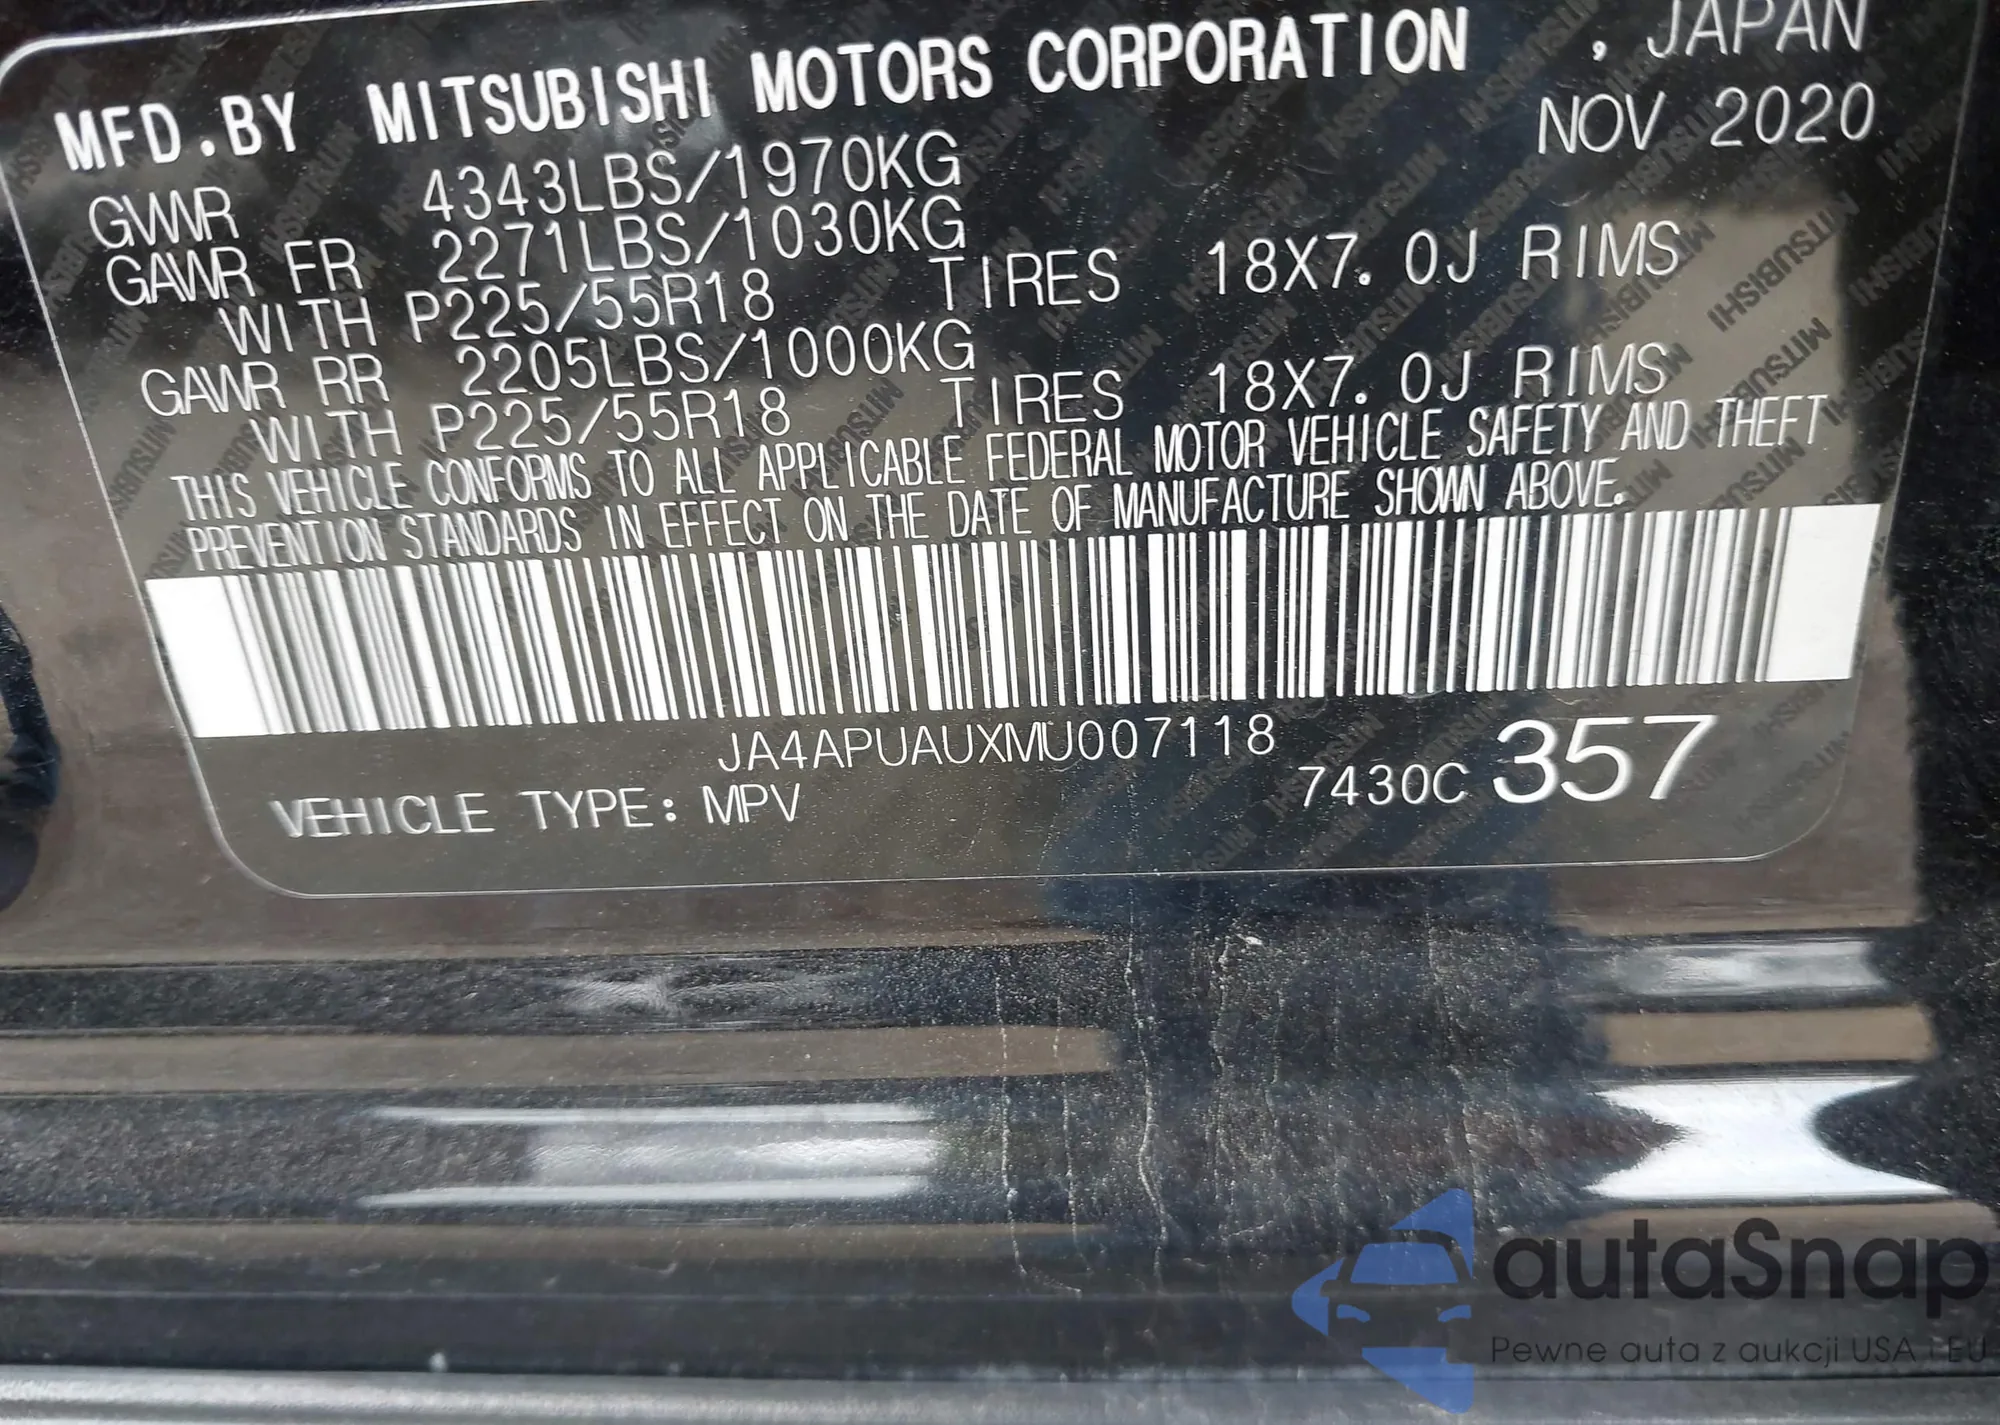 MFD.BY MITSUBISHI MOTORS CORPORATION , JAPAN
NOV 2020
GVWR 4343LBS/1970KG
GAWR FR 2271LBS/1030KG
WITH P225/55R18 TIRES 18X7.0J RIMS
GAWR RR 2205LBS/1000KG
WITH P225/55R18 TIRES 18X7.0J RIMS
THIS VEHICLE CONFORMS TO ALL APPLICABLE FEDERAL MOTOR VEHICLE SAFETY AND THEFT
PREVENTION STANDARDS IN EFFECT ON THE DATE OF MANUFACTURE SHOWN ABOVE.
JA4APUAUXMU007118
VEHICLE TYPE: MPV 7430C 357
autaSnap
Pewne auta z aukcji USA i EU